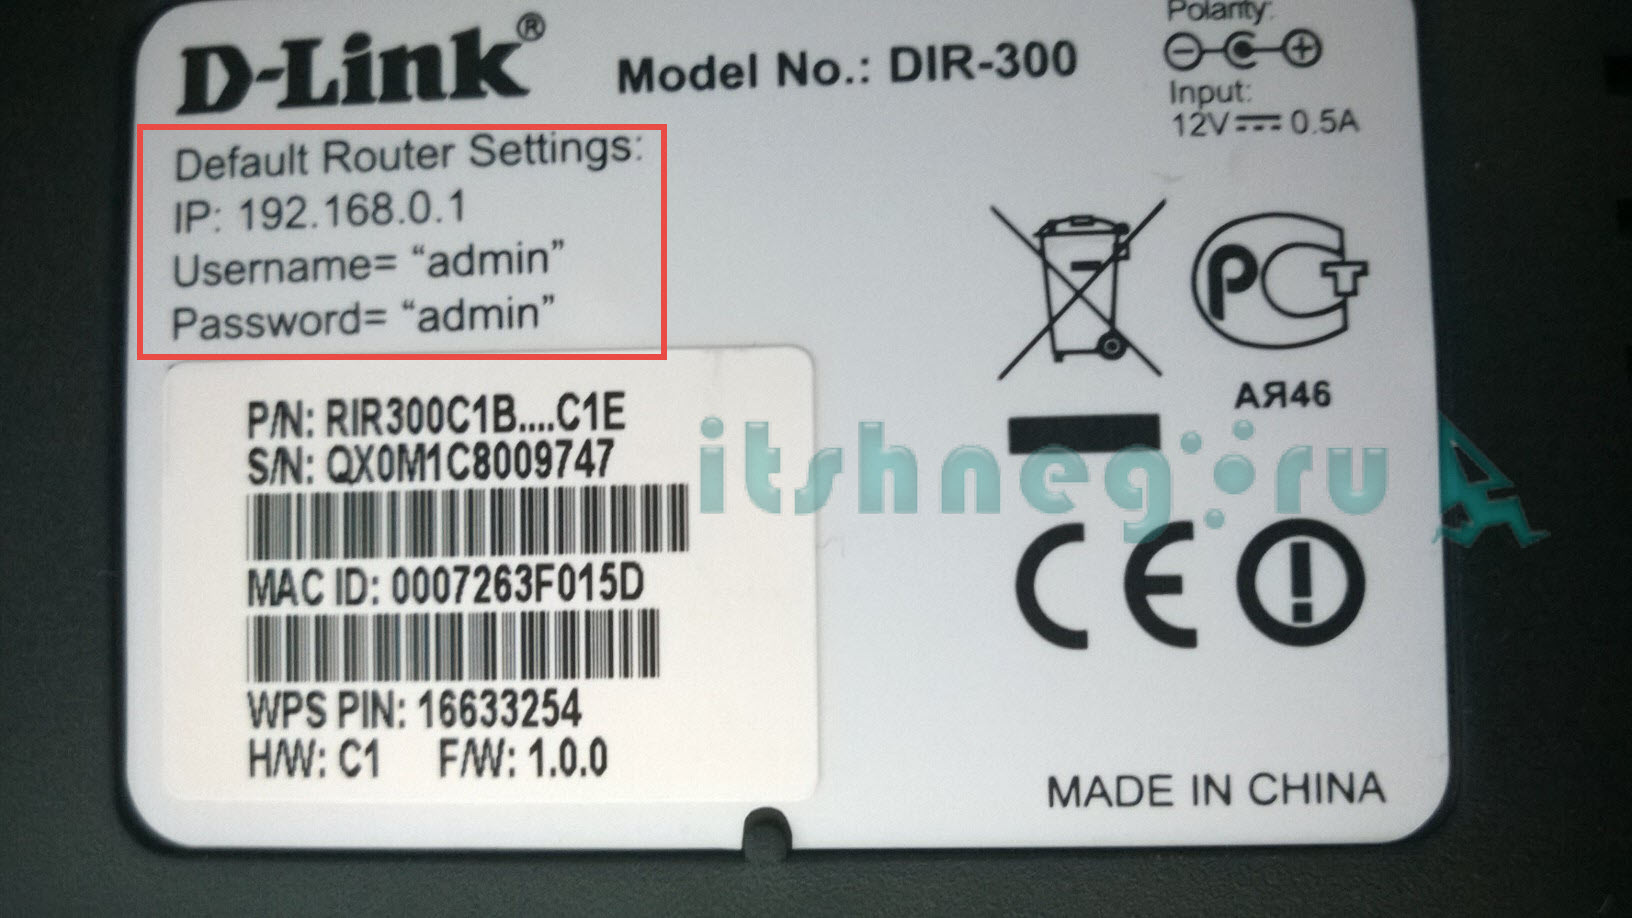 D-Link®
Model No.: DIR-300
Polarity:
Input:
12V 0.5A
Default Router Settings:
IP: 192.168.0.1
Username= “admin”
Password= “admin”
P/N: RIR300C1B....C1E
S/N: QX0M1C8009747
MAC ID: 0007263F015D
WPS PIN: 16633254
H/W: C1 F/W: 1.0.0
РСТ
АЯ46
itshneg.ru
CE
MADE IN CHINA